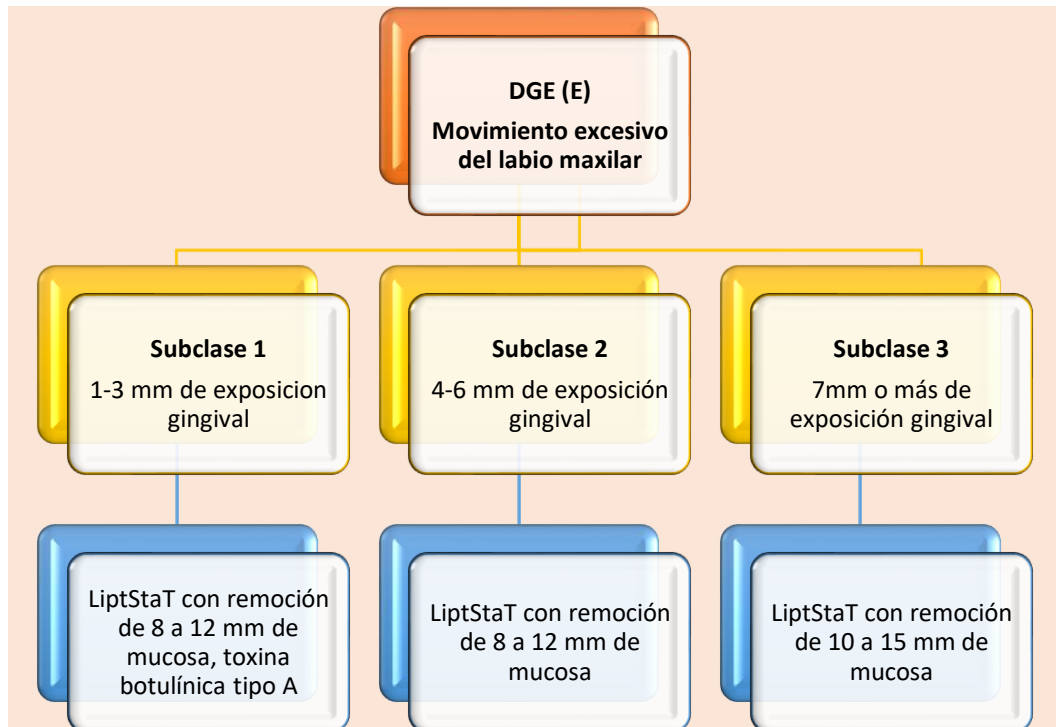 DGE (E)
Movimiento excesivo
del labio maxilar
Subclase 1
1-3 mm de exposicion
gingival
Subclase 2
4-6 mm de exposición
gingival
Subclase 3
7mm o más de
exposición gingival
LiptStaT con remoción
de 8 a 12 mm de
mucosa, toxina
botulínica tipo A
LiptStaT con remoción
de 8 a 12 mm de
mucosa
LiptStaT con remoción
de 10 a 15 mm de
mucosa